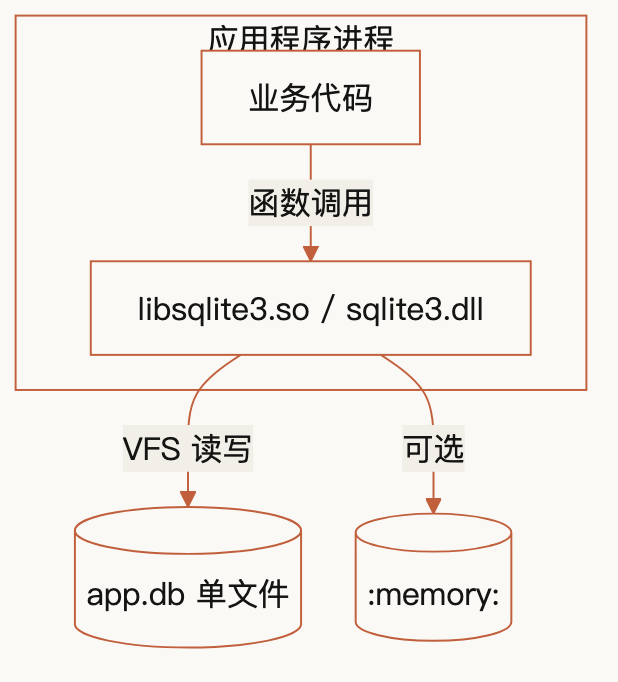 应用程序进程
业务代码
函数调用
libsqlite3.so / sqlite3.dll
VFS 读写
可选
app.db 单文件
:memory: